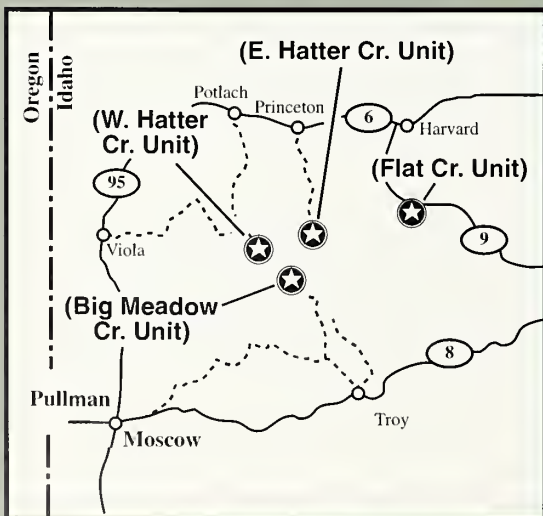 (E. Hatter Cr. Unit)
Oregon
Idaho
Potlach
Princeton
6
Harvard
(W. Hatter
Cr. Unit)
(Flat Cr. Unit)
95
Viola
9
(Big Meadow
Cr. Unit)
8
Pullman
Moscow
Troy